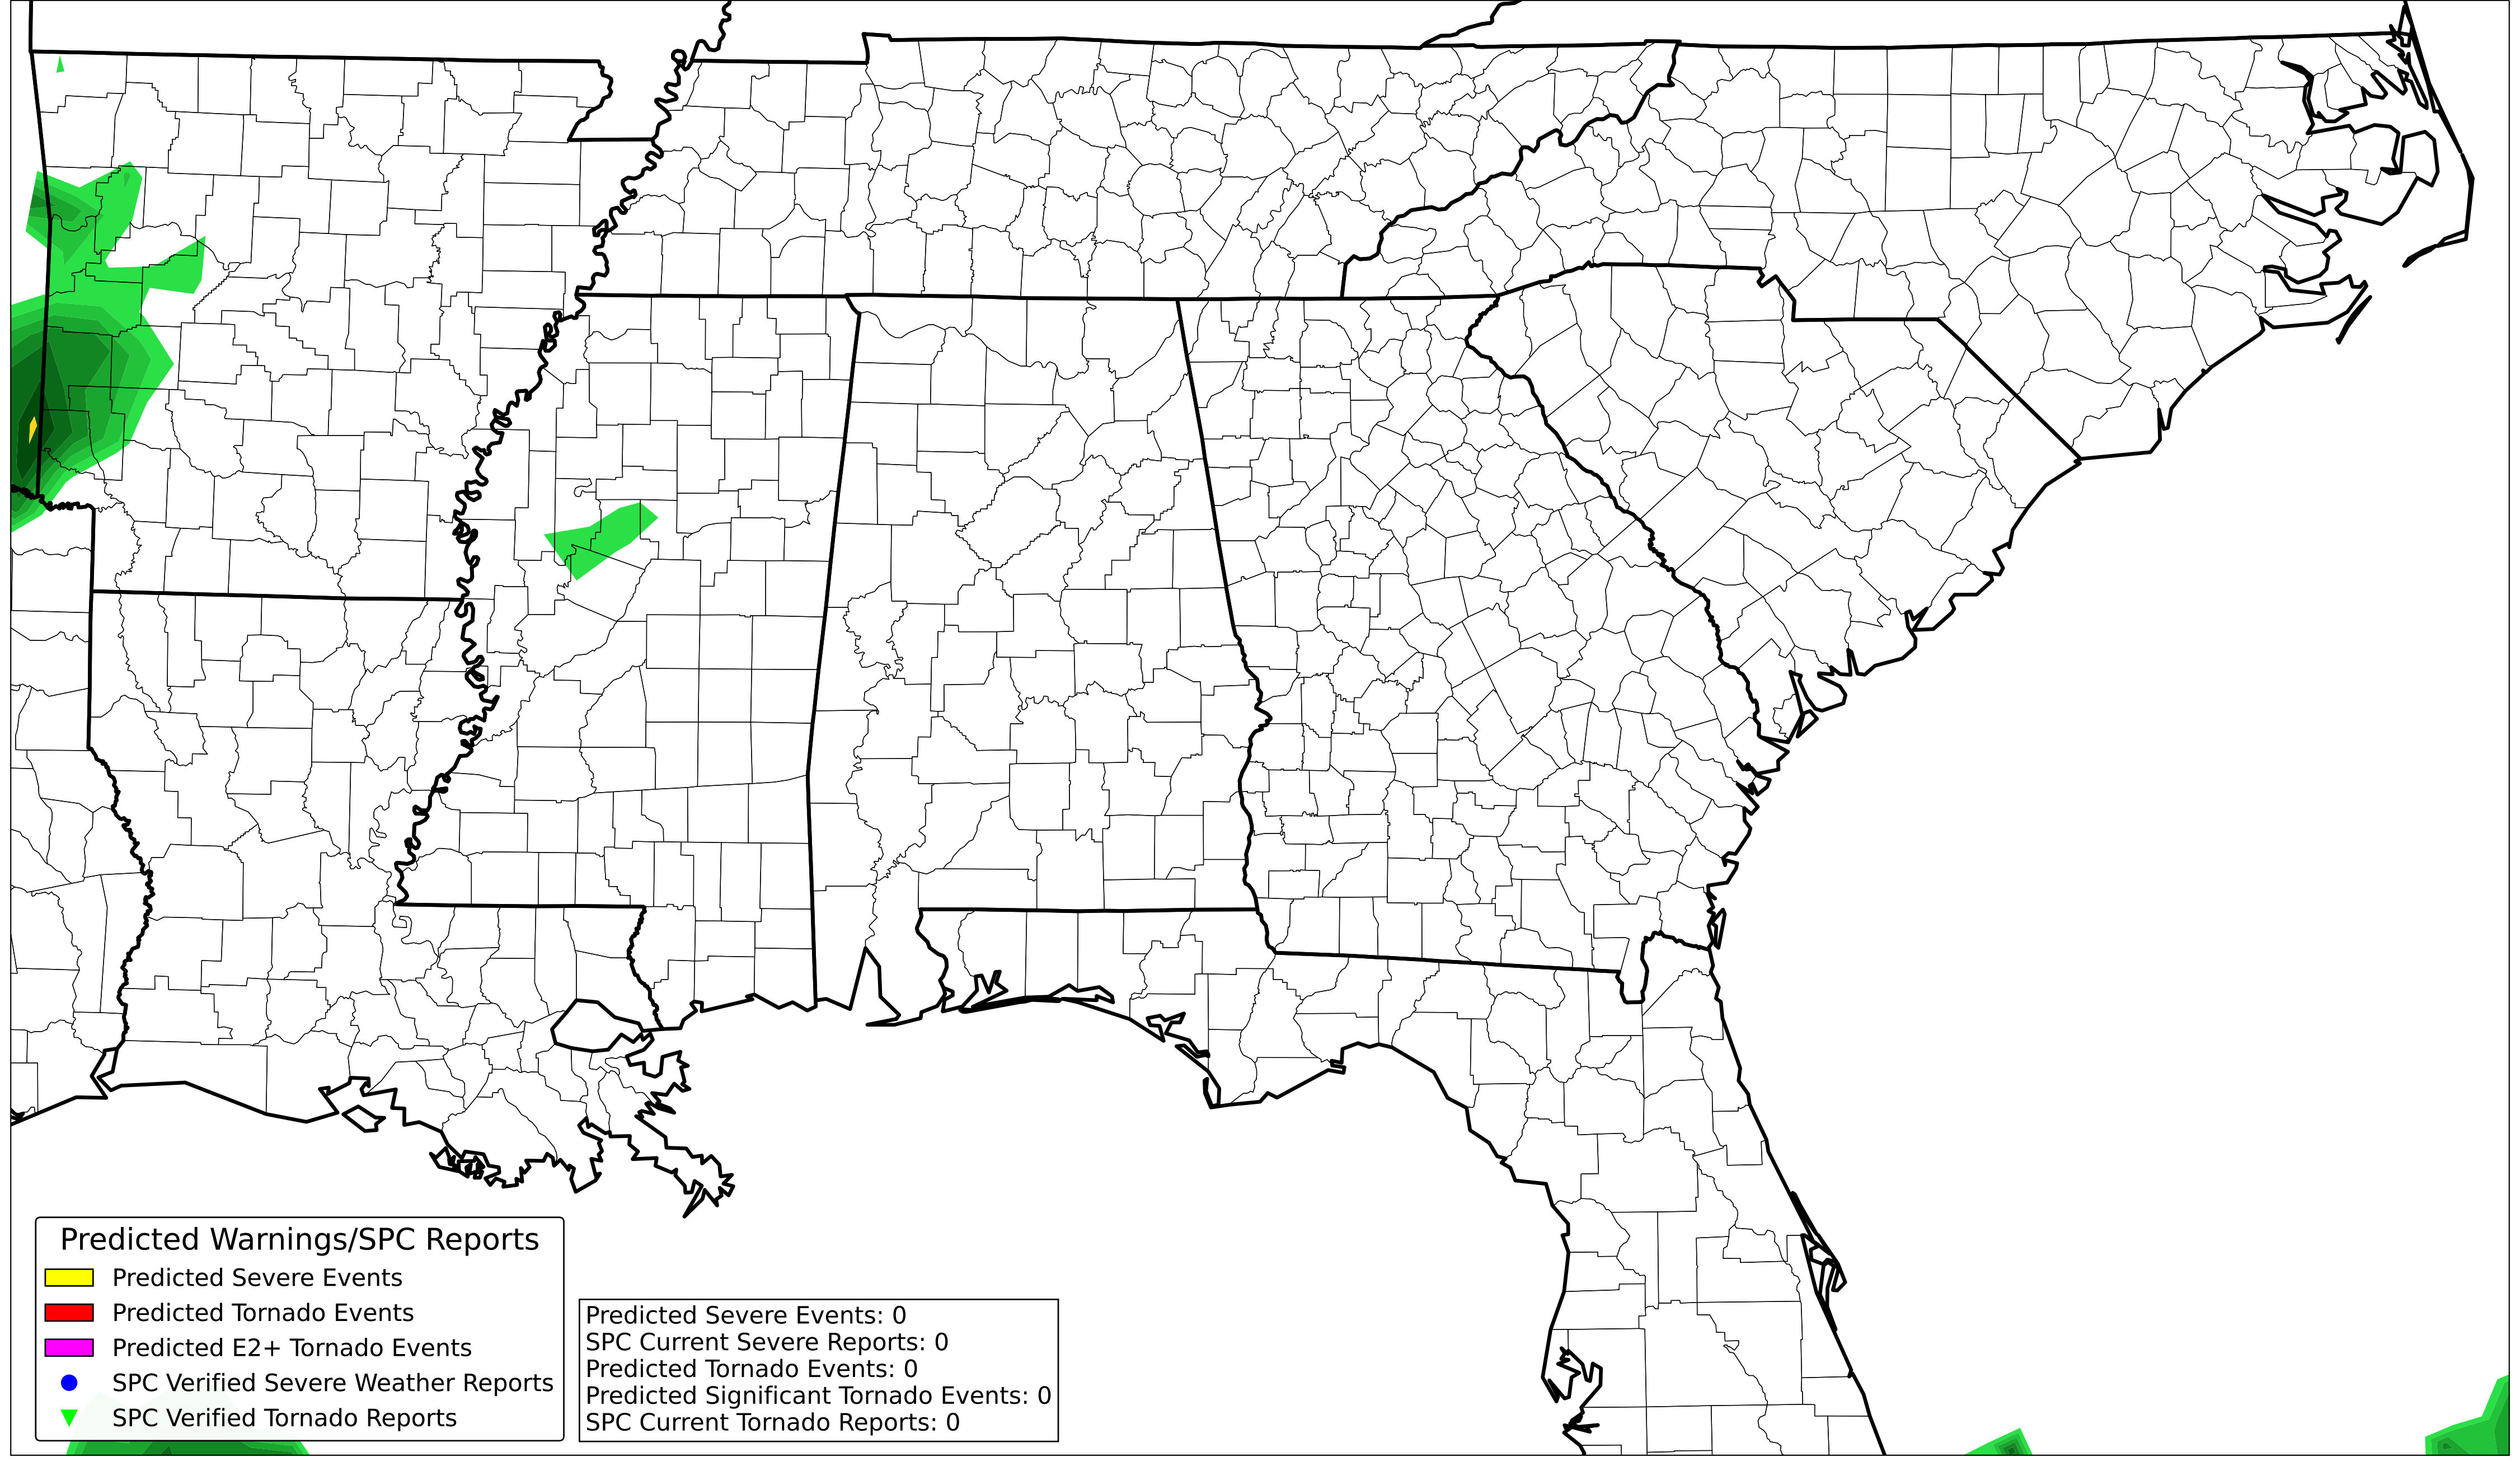 Predicted Warnings/SPC Reports
Predicted Severe Events
Predicted Tornado Events
Predicted E2+ Tornado Events
SPC Verified Severe Weather Reports
SPC Verified Tornado Reports
Predicted Severe Events: 0
SPC Current Severe Reports: 0
Predicted Tornado Events: 0
Predicted Significant Tornado Events: 0
SPC Current Tornado Reports: 0